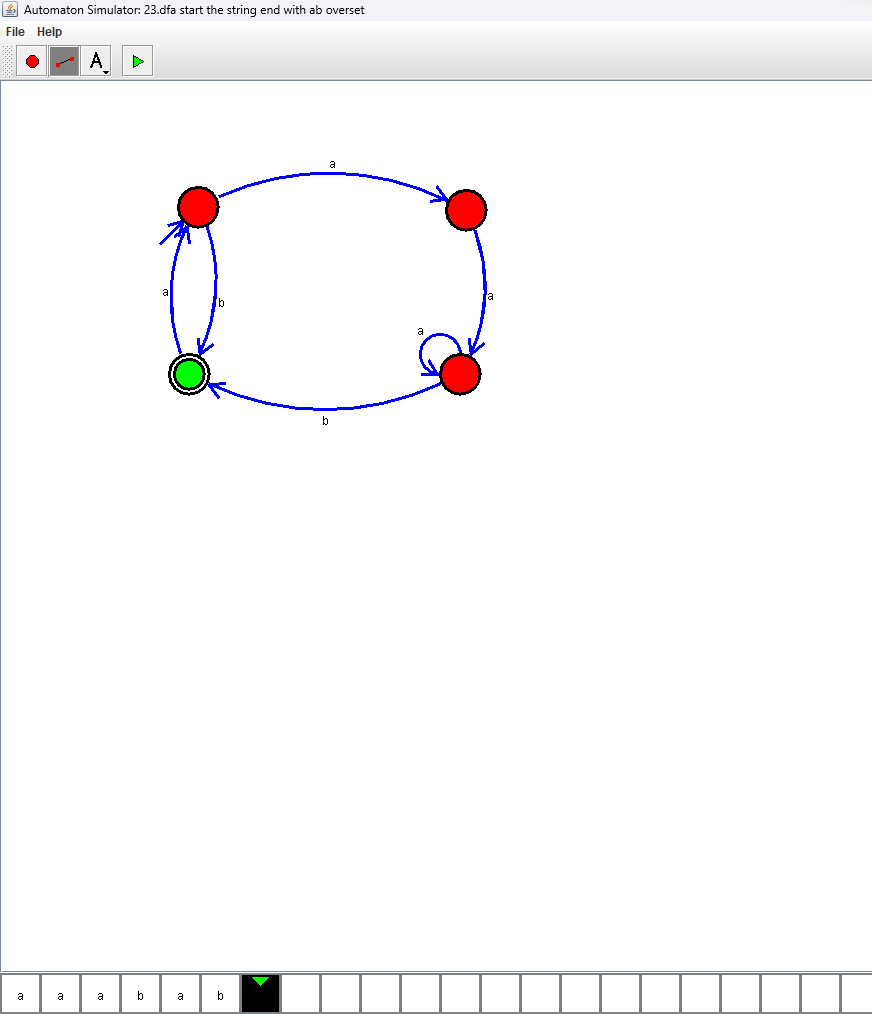 Automaton Simulator: 23.dfa start the string end with ab overset
File Help
A
a
a
b
a
a
b
a a a b a b